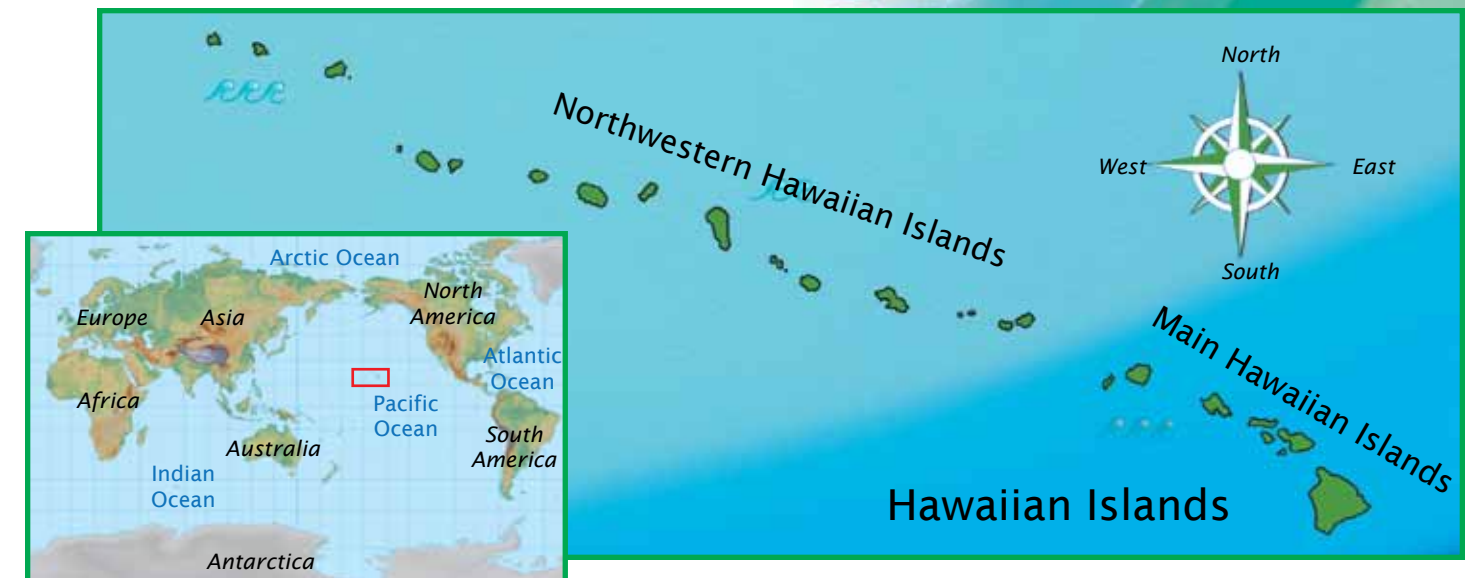 North
West
East
South
Northwestern Hawaiian Islands
Main Hawaiian Islands
Hawaiian Islands
Arctic Ocean
North
America
Europe
Asia
Atlantic
Ocean
Africa
Pacific
Ocean
Australia
South
America
Indian
Ocean
Antarctica